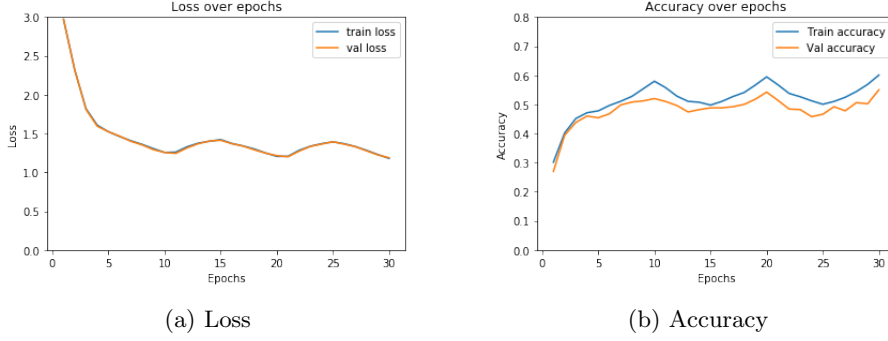 Loss over epochs
train loss
val loss
3.0
2.5
2.0
1.5
1.0
0.5
0.0
Loss
0 5 10 15 20 25 30
Epochs
(a) Loss
Accuracy over epochs
Train accuracy
Val accuracy
0.8
0.7
0.6
0.5
0.4
0.3
0.2
0.1
0.0
Accuracy
0 5 10 15 20 25 30
Epochs
(b) Accuracy